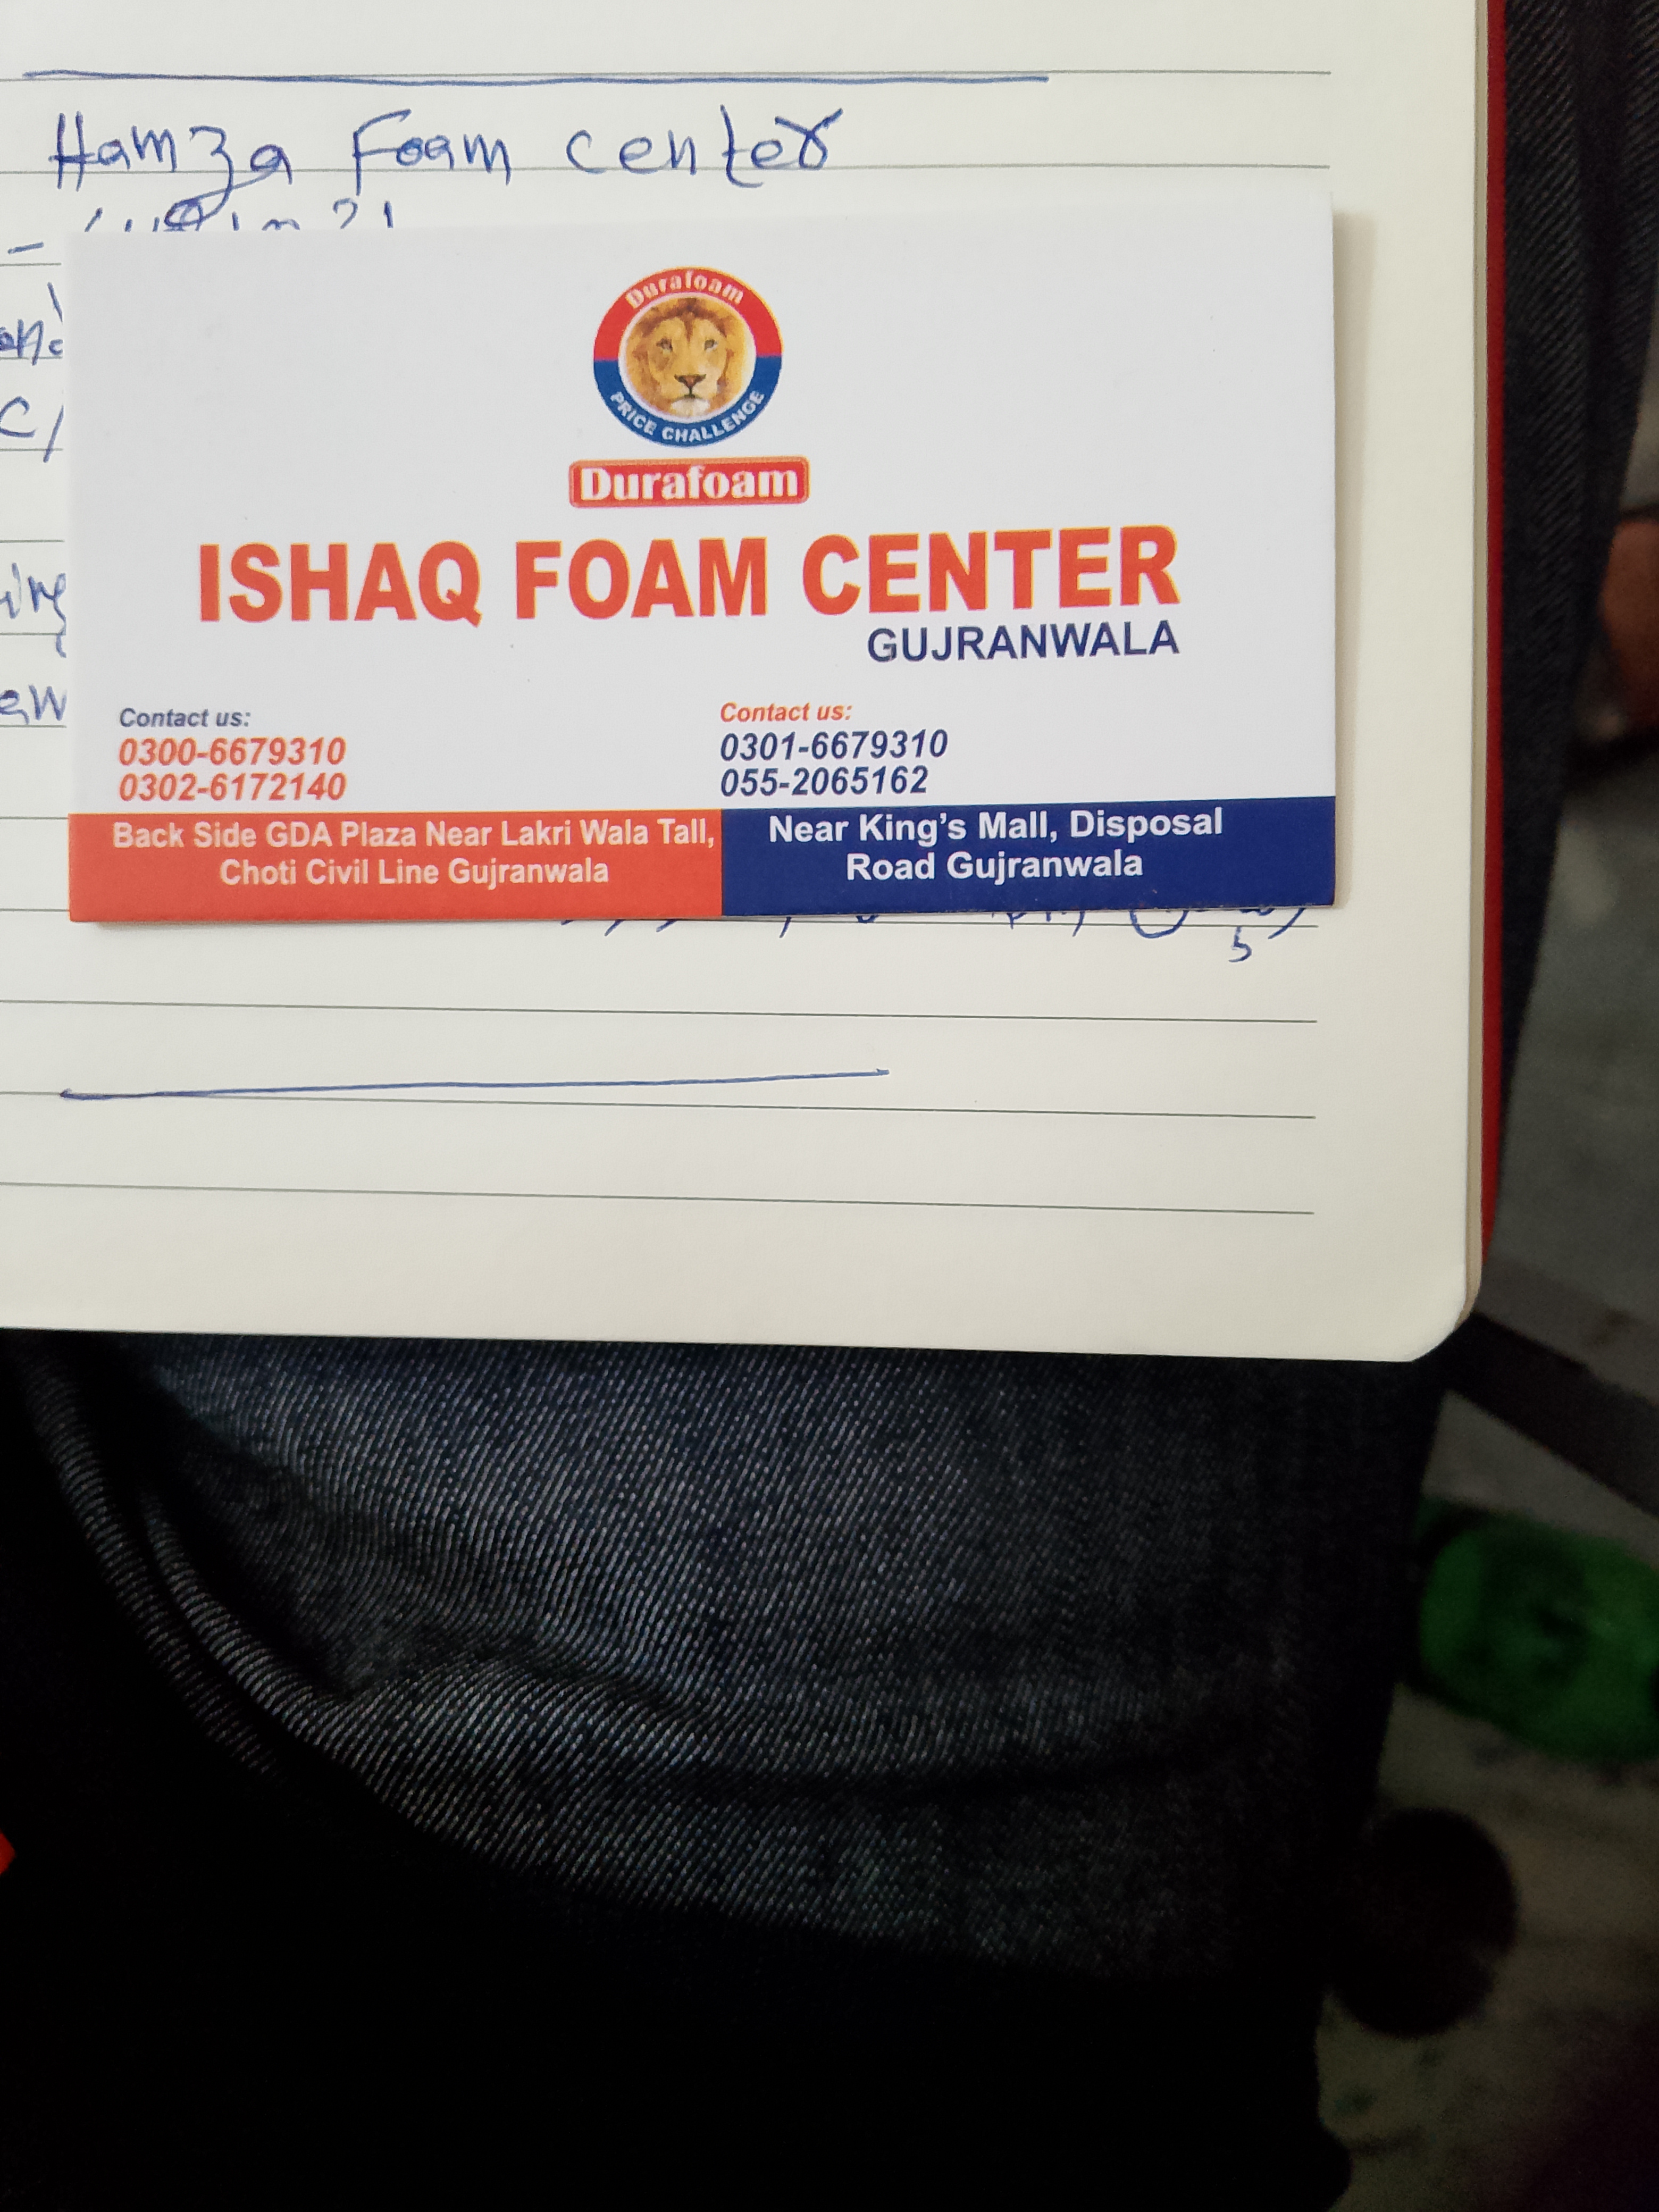 Hamza Foam center
Durafoam
PRICE CHALLENGE
Durafoam
ISHAQ FOAM CENTER
GUJRANWALA
Contact us:
0300-6679310
0302-6172140
Back Side GDA Plaza Near Lakri Wala Tall,
Choti Civil Line Gujranwala
Contact us:
0301-6679310
055-2065162
Near King's Mall, Disposal
Road Gujranwala